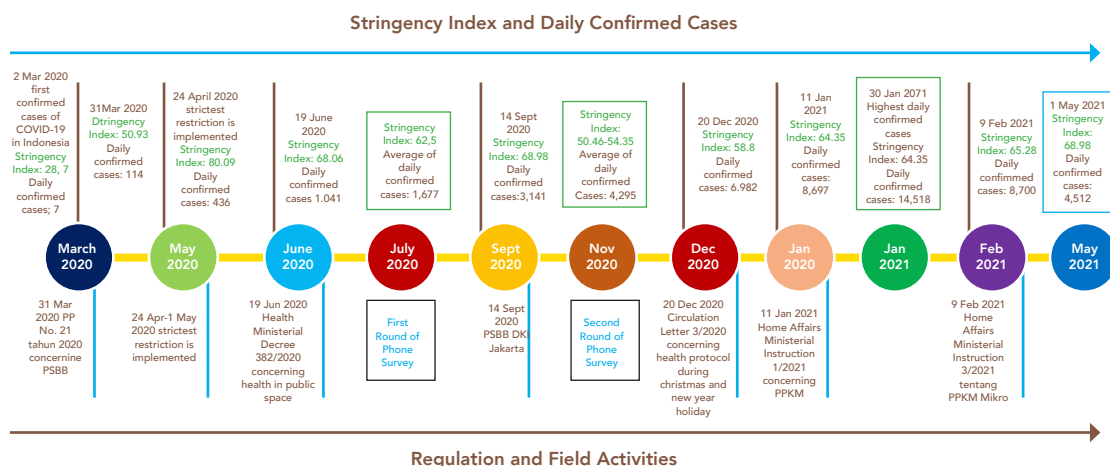 Stringency Index and Daily Confirmed Cases
2 Mar 2020
first
confirmed
cases of
COVID-19
in Indonesia
Stringency
Index: 28, 7
Daily
confirmed
cases; 7
31Mar 2020
Dtringency
Index: 50.93
Daily
confirmed
cases: 114
24 April 2020
strictest
restriction is
implemented
Stringency
Index: 80.09
Daily
confirmed
cases: 436
19 June
2020
Stringency
Index: 68.06
Daily
confirmed
cases 1.041
Stringency
Index: 62,5
Average of
daily
confirmed
cases: 1,677
14 Sept
2020
Stringency
Index: 68.98
Daily
confirmed
cases:3,141
Stringency
Index:
50.46-54.35
Average of
daily
confirmed
Cases: 4,295
20 Dec 2020
Stringency
Index: 58.8
Daily
confirmed
cases: 6.982
11 Jan
2021
Stringency
Index: 64.35
Daily
confirmed
cases:
8,697
30 Jan 2071
Highest daily
confirmed
cases
Stringency
Index: 64.35
Daily
confirmed
cases: 14,518
9 Feb 2021
Stringency
Index: 65.28
Daily
confimmed
cases: 8,700
1 May 2021
Stringency
Index:
68.98
Daily
confirmed
cases:
4,512
March
2020
May
2020
June
2020
July
2020
Sept
2020
Nov
2020
Dec
2020
Jan
2020
Jan
2021
Feb
2021
May
2021
31 Mar
2020 PP
No. 21
tahun 2020
concernine
PSBB
24 Apr-1 May
2020 strictest
restriction is
implemented
19 Jun 2020
Health
Ministerial
Decree
382/2020
concerning
health in public
space
First
Round of
Phone
Survey
14 Sept
2020
PSBB DKI
Jakarta
Second
Round of
Phone
Survey
20 Dec 2020
Circulation
Letter 3/2020
concerning
health protocol
during
christmas and
new year
holiday
11 Jan 2021
Home Affairs
Ministerial
Instruction
1/2021
concerning
PPKM
9 Feb 2021
Home
Affairs
Ministerial
Instruction
3/2021
tentang
PPKM Mikro
Regulation and Field Activities